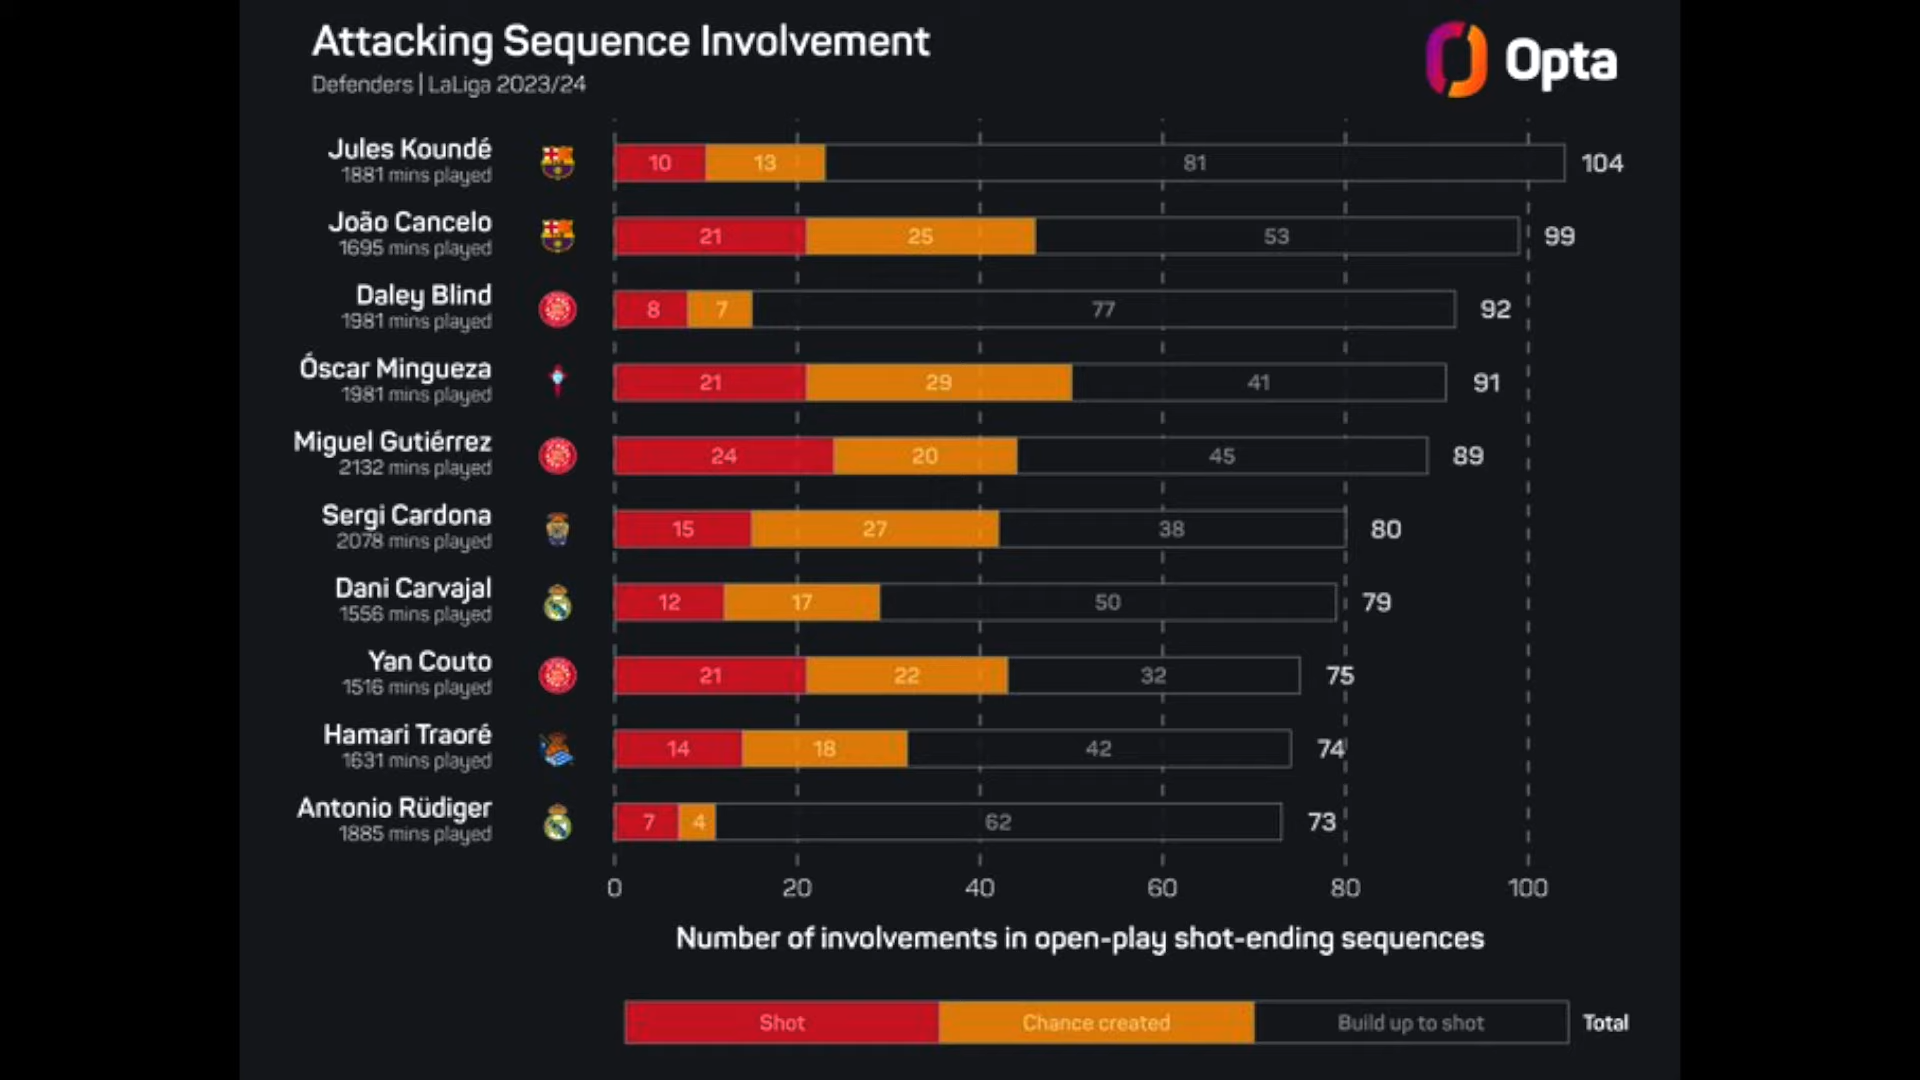 Attacking Sequence Involvement
Defenders | LaLiga 2023/24
Opta
Jules Koundé
1881 mins played
10 13 81 104
João Cancelo
1695 mins played
21 25 53 99
Daley Blind
1981 mins played
8 7 77 92
Óscar Mingueza
1981 mins played
21 29 41 91
Miguel Gutiérrez
2132 mins played
24 20 45 89
Sergi Cardona
2078 mins played
15 27 38 80
Dani Carvajal
1556 mins played
12 17 50 79
Yan Couto
1516 mins played
21 22 32 75
Hamari Traoré
1631 mins played
14 18 42 74
Antonio Rüdiger
1885 mins played
7 4 62 73
0 20 40 60 80 100
Number of involvements in open-play shot-ending sequences
Shot Chance created Build up to shot Total